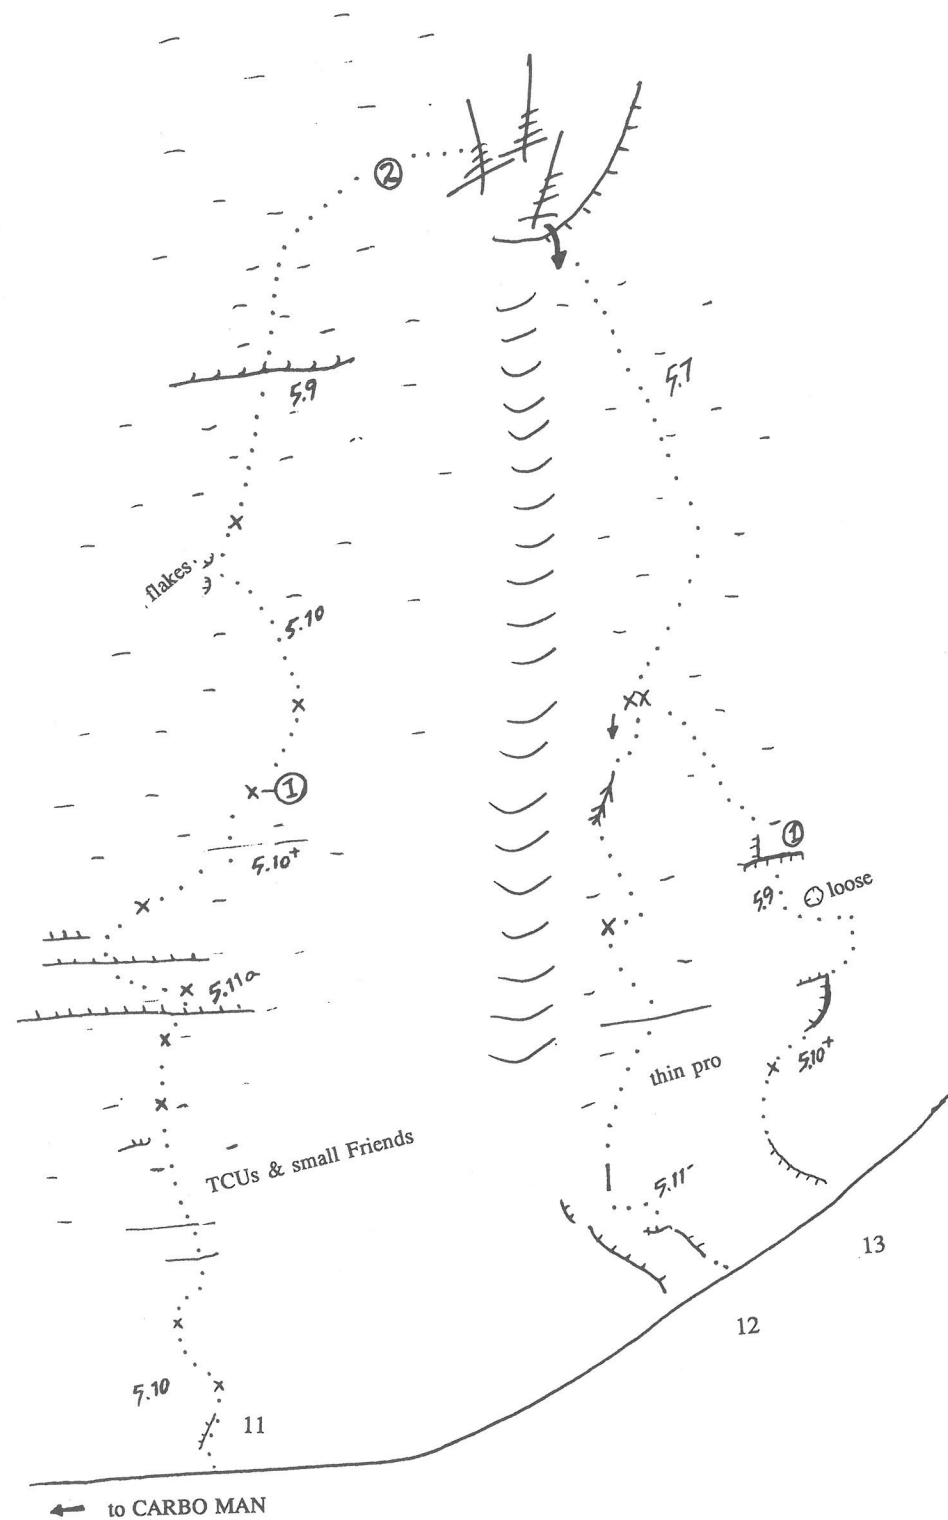 2
5.9
5.7
flakes
5.10
1
5.10+
1
5.9
loose
5.11a
5.10+
thin pro
TCUs & small Friends
5.11-
13
12
5.10
11
to CARBO MAN